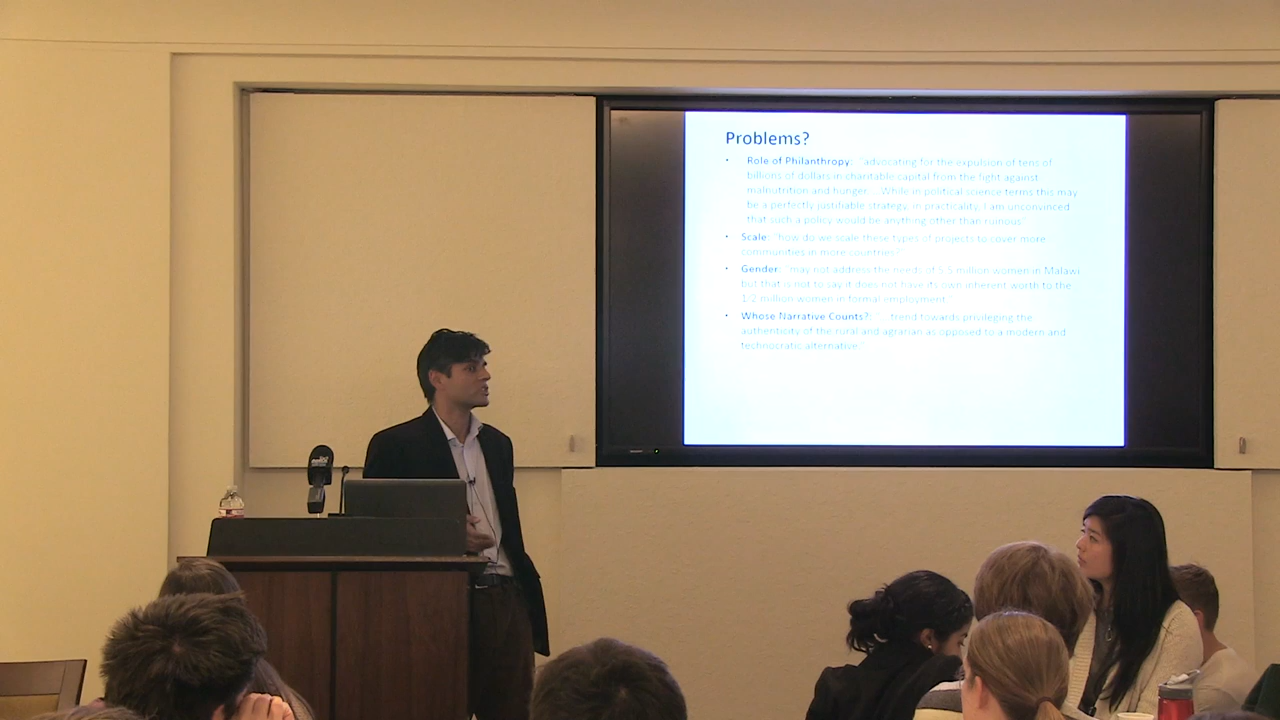 Problems?
• Role of Philanthropy: "advocating for the expulsion of tens of
billions of dollars in charitable capital from the fight against
malnutrition and hunger... While in political science terms this may
be a perfectly justifiable strategy, in practicality, I am unconvinced
that such a policy would be anything other than ruinous"
• Scale: "how do we scale these types of projects to cover more
communities in more countries?"
• Gender: "may not address the needs of 5.5 million women in Malawi
but that is not to say it does not have its own inherent worth to the
1.2 million women in formal employment."
• Whose Narrative Counts?: "... trend towards privileging the
authenticity of the rural and agrarian as opposed to a modern and
technocratic alternative."